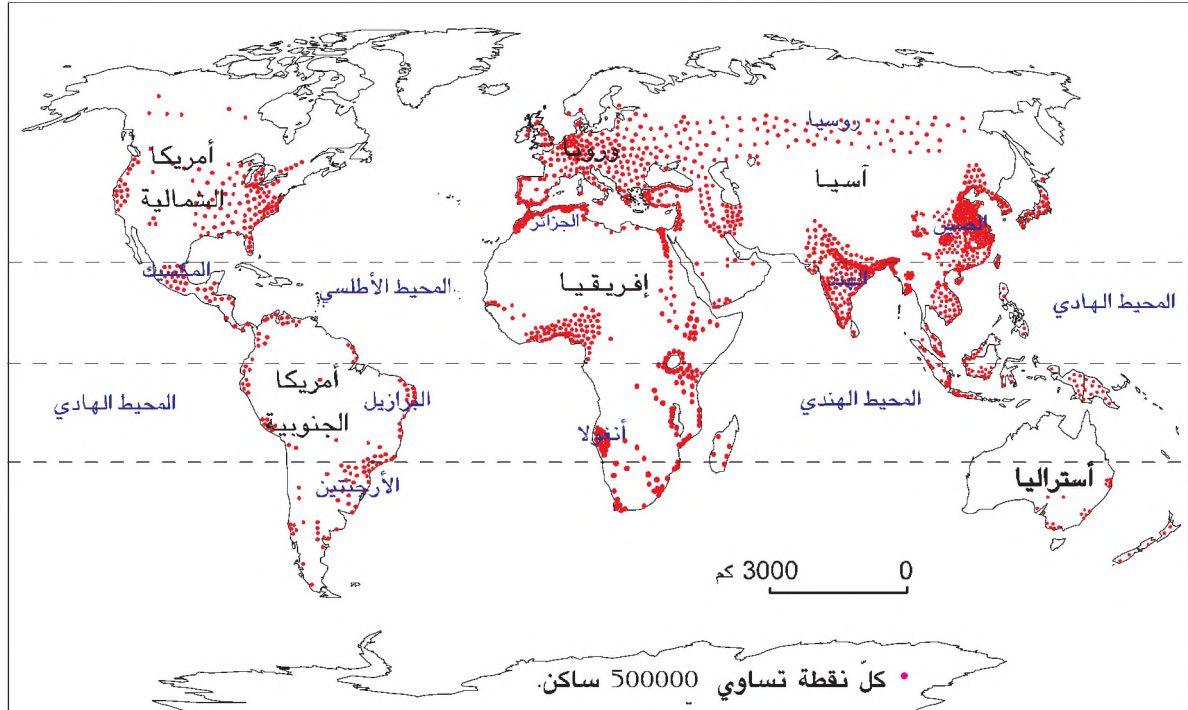 روسيا
أمريكا
الشمالية
وروبا
آسيا
الجزائر
الصين
المكسيك
المحيط الأطلسي
إفريقيا
الهند
المحيط الهادي
أمريكا
الجنوبية
البرازيل
المحيط الهادي
أنغولا
المحيط الهندي
أستراليا
الأرجنتين
0 3000 كم
كلّ نقطة تساوي 500000 ساكن.